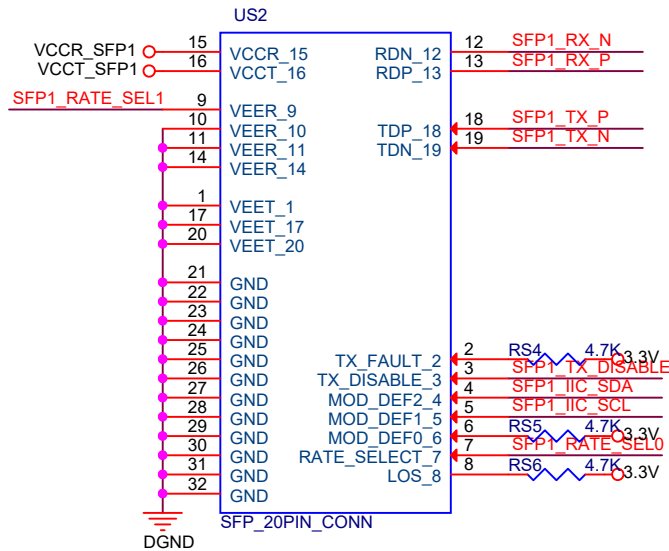 US2
VCCR_SFP1 15 VCCR_15 RDN_12 12 SFP1_RX_N
VCCT_SFP1 16 VCCT_16 RDP_13 13 SFP1_RX_P
SFP1_RATE_SEL1 9 VEER_9
10 VEER_10 TDP_18 18 SFP1_TX_P
11 VEER_11 TDN_19 19 SFP1_TX_N
14 VEER_14
1 VEET_1
17 VEET_17
20 VEET_20
21 GND
22 GND
23 GND
24 GND
25 GND TX_FAULT_2 2 RS4 4.7K 3.3V
26 GND TX_DISABLE_3 3 SFP1_TX_DISABLE
27 GND MOD_DEF2_4 4 SFP1_IIC_SDA
28 GND MOD_DEF1_5 5 SFP1_IIC_SCL
29 GND MOD_DEF0_6 6 RS5 4.7K 3.3V
30 GND RATE_SELECT_7 7 SFP1_RATE_SEL0
31 GND LOS_8 8 RS6 4.7K 3.3V
32 GND
SFP_20PIN_CONN
DGND